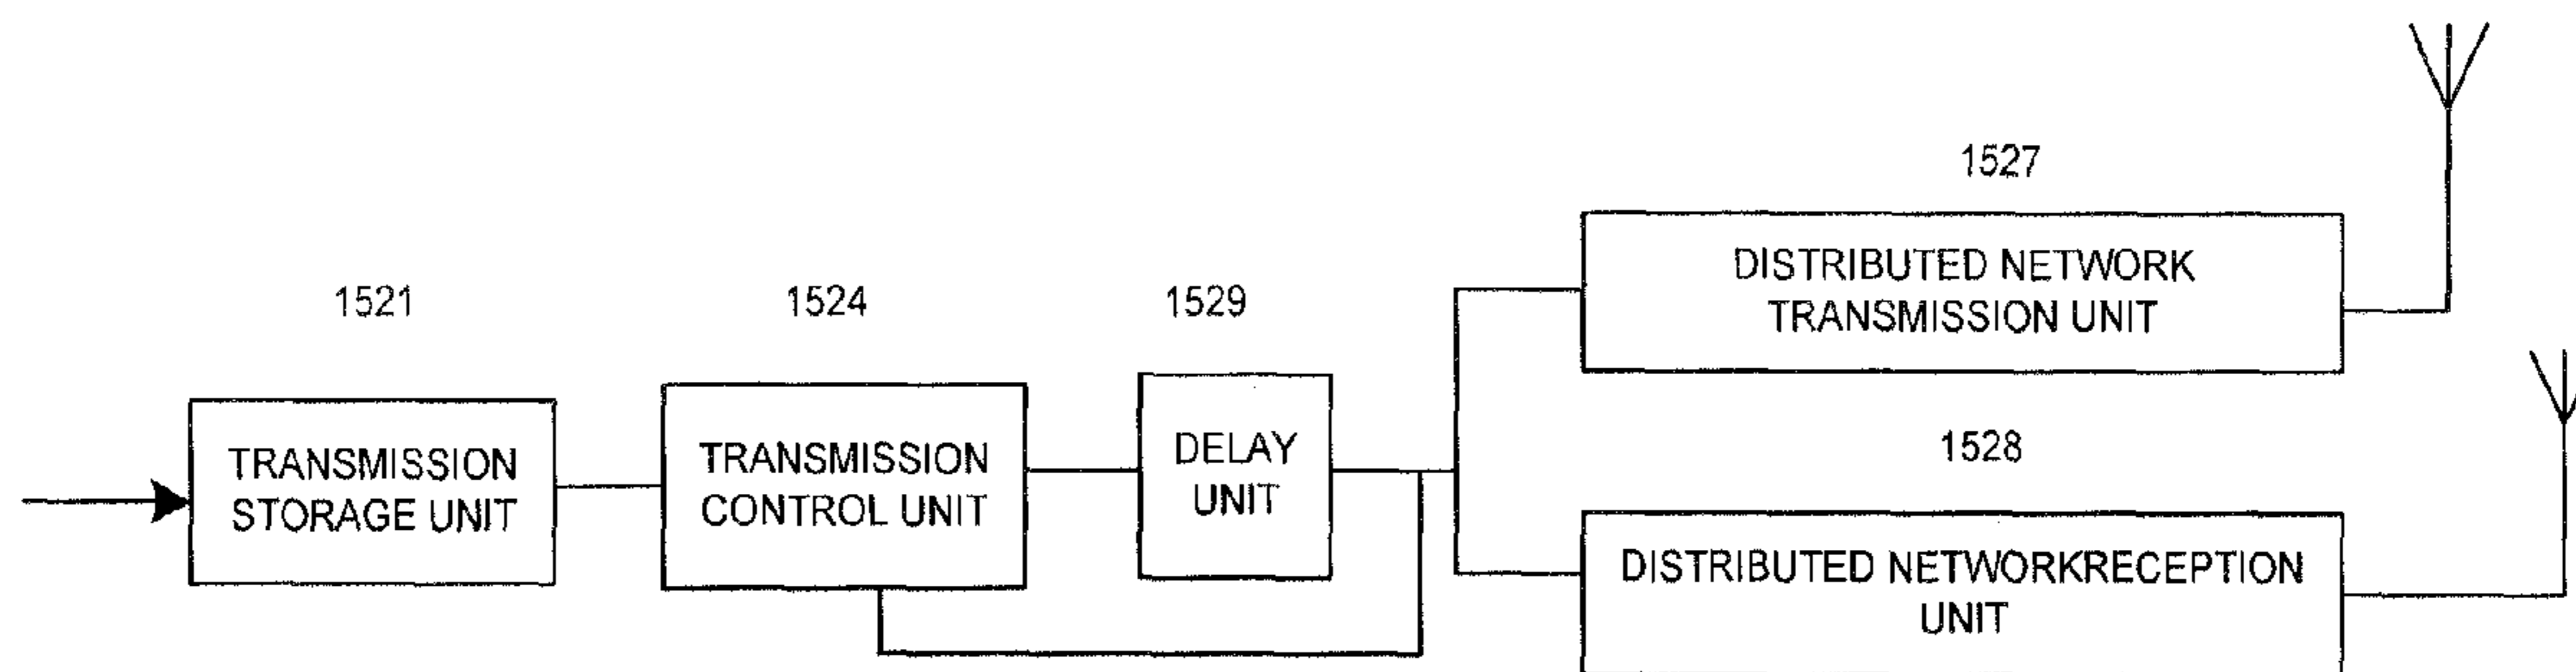 1527
DISTRIBUTED NETWORK
TRANSMISSION UNIT
1521
1524
1529
TRANSMISSION
STORAGE UNIT
TRANSMISSION
CONTROL UNIT
DELAY
UNIT
1528
DISTRIBUTED NETWORKRECEPTION
UNIT